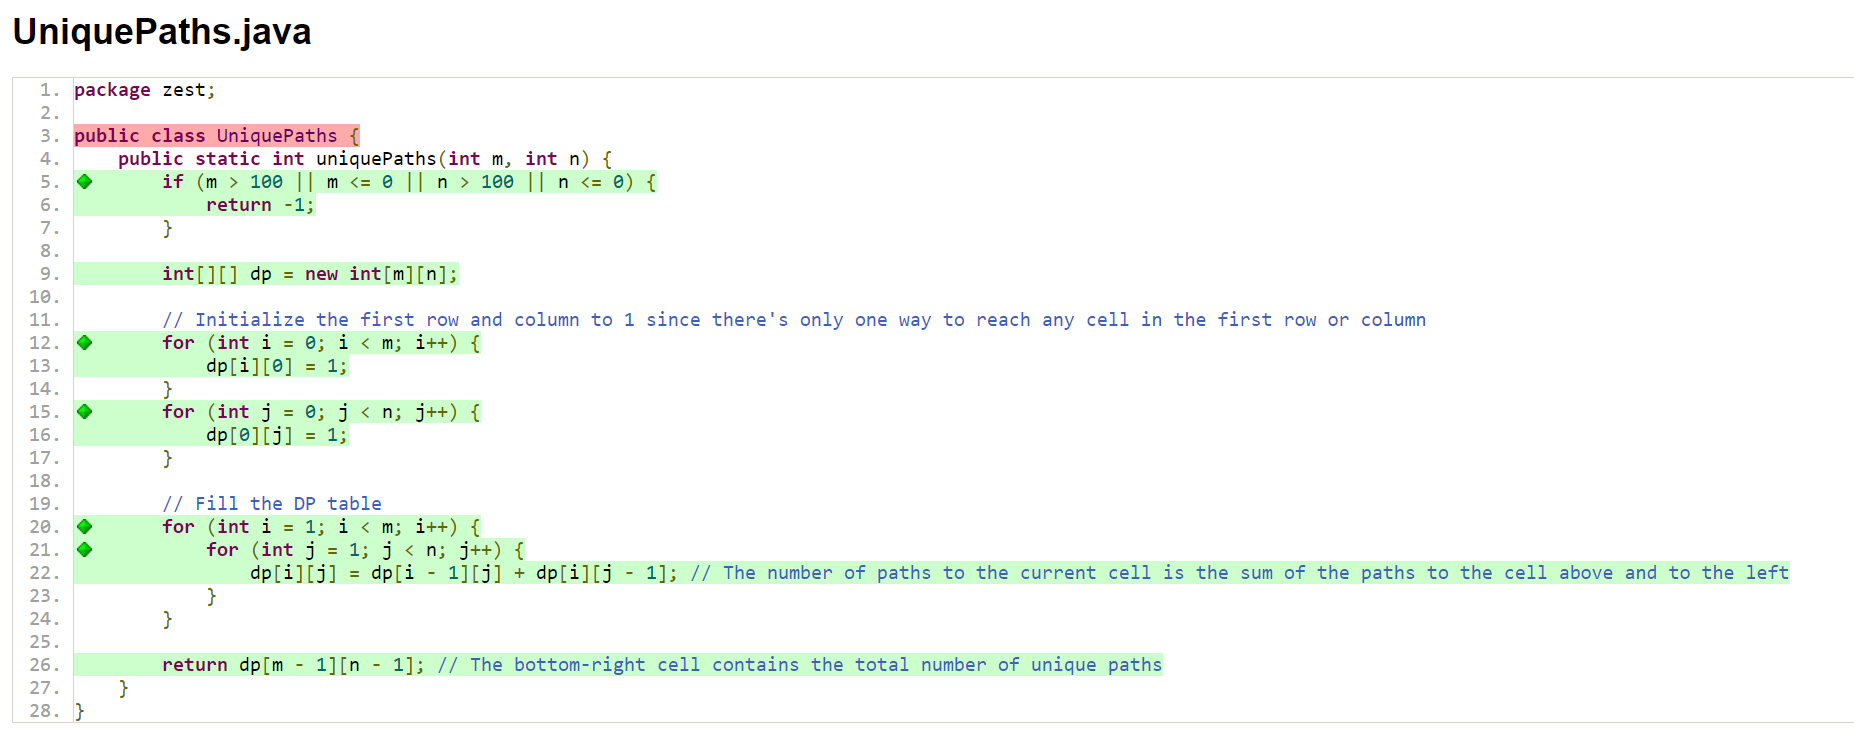 UniquePaths.java
1. package zest;
2.
3. public class UniquePaths {
4.     public static int uniquePaths(int m, int n) {
5.         if (m > 100 || m <= 0 || n > 100 || n <= 0) {
6.             return -1;
7.         }
8.
9.         int[][] dp = new int[m][n];
10.
11.         // Initialize the first row and column to 1 since there's only one way to reach any cell in the first row or column
12.         for (int i = 0; i < m; i++) {
13.             dp[i][0] = 1;
14.         }
15.         for (int j = 0; j < n; j++) {
16.             dp[0][j] = 1;
17.         }
18.
19.         // Fill the DP table
20.         for (int i = 1; i < m; i++) {
21.             for (int j = 1; j < n; j++) {
22.                 dp[i][j] = dp[i - 1][j] + dp[i][j - 1]; // The number of paths to the current cell is the sum of the paths to the cell above and to the left
23.             }
24.         }
25.
26.         return dp[m - 1][n - 1]; // The bottom-right cell contains the total number of unique paths
27.     }
28. }